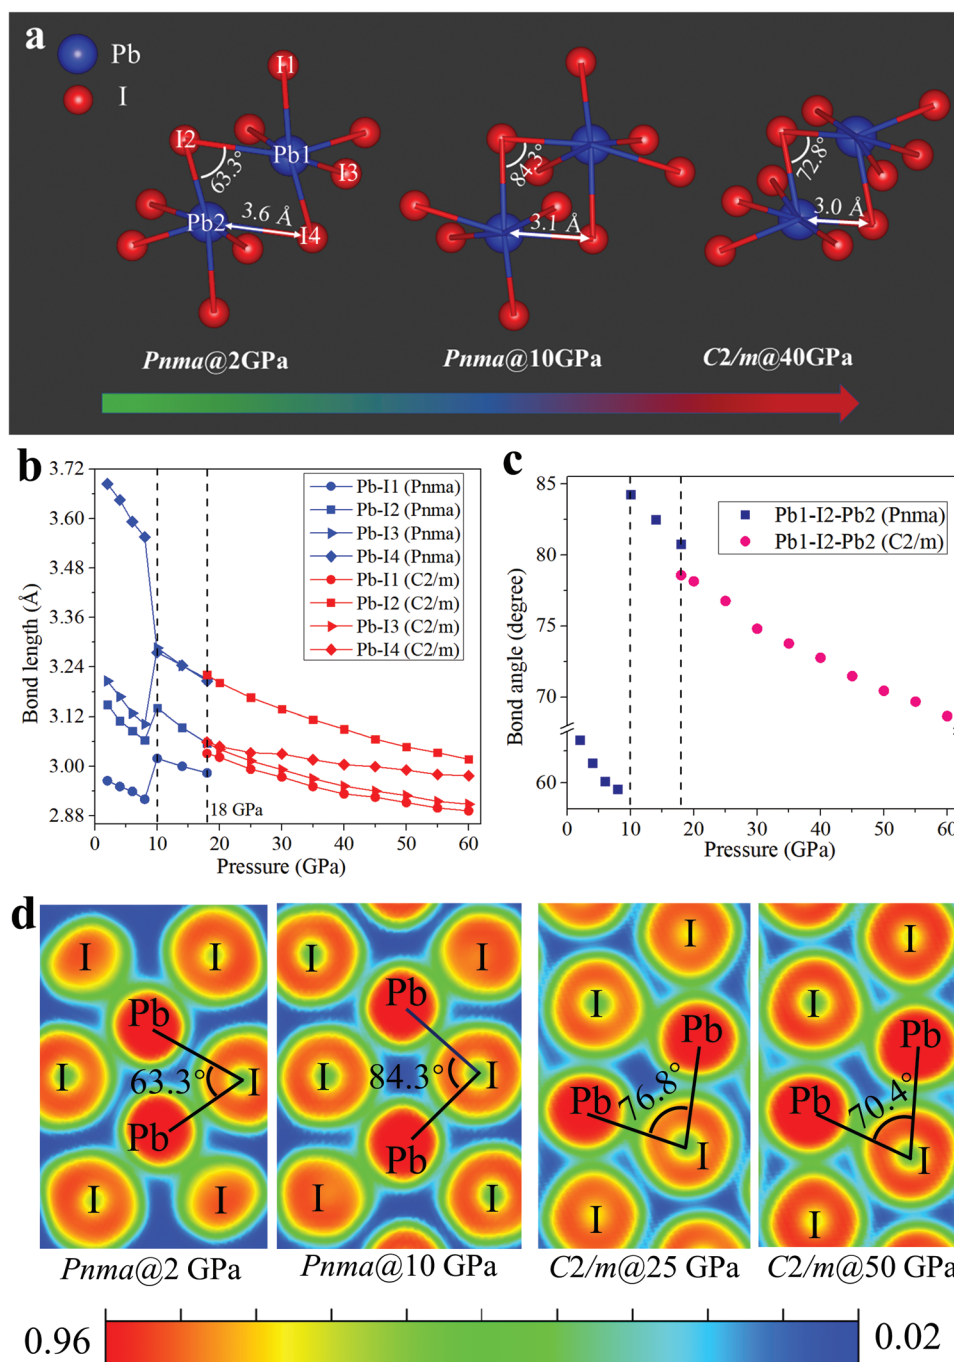 a
Pb
I
I1
I2
Pb1
I3
63.3°
Pb2
3.6 Å
I4
84.3°
3.1 Å
72.8°
3.0 Å
Pnma@2GPa
Pnma@10GPa
C2/m@40GPa
b
Bond length (Å)
3.72
3.60
3.48
3.36
3.24
3.12
3.00
2.88
Pb-I1 (Pnma)
Pb-I2 (Pnma)
Pb-I3 (Pnma)
Pb-I4 (Pnma)
Pb-I1 (C2/m)
Pb-I2 (C2/m)
Pb-I3 (C2/m)
Pb-I4 (C2/m)
18 GPa
0 10 20 30 40 50 60
Pressure (GPa)
c
Bond angle (degree)
85
80
75
70
60
Pb1-I2-Pb2 (Pnma)
Pb1-I2-Pb2 (C2/m)
0 10 20 30 40 50 60
Pressure (GPa)
d
I I
Pb
I 63.3° I
Pb
I I
Pnma@2 GPa
I I
Pb
I 84.3° I
Pb
I I
Pnma@10 GPa
I
I
Pb
Pb 76.8°
I
I
C2/m@25 GPa
I
I
Pb
Pb 70.4°
I
I
C2/m@50 GPa
0.96 0.02